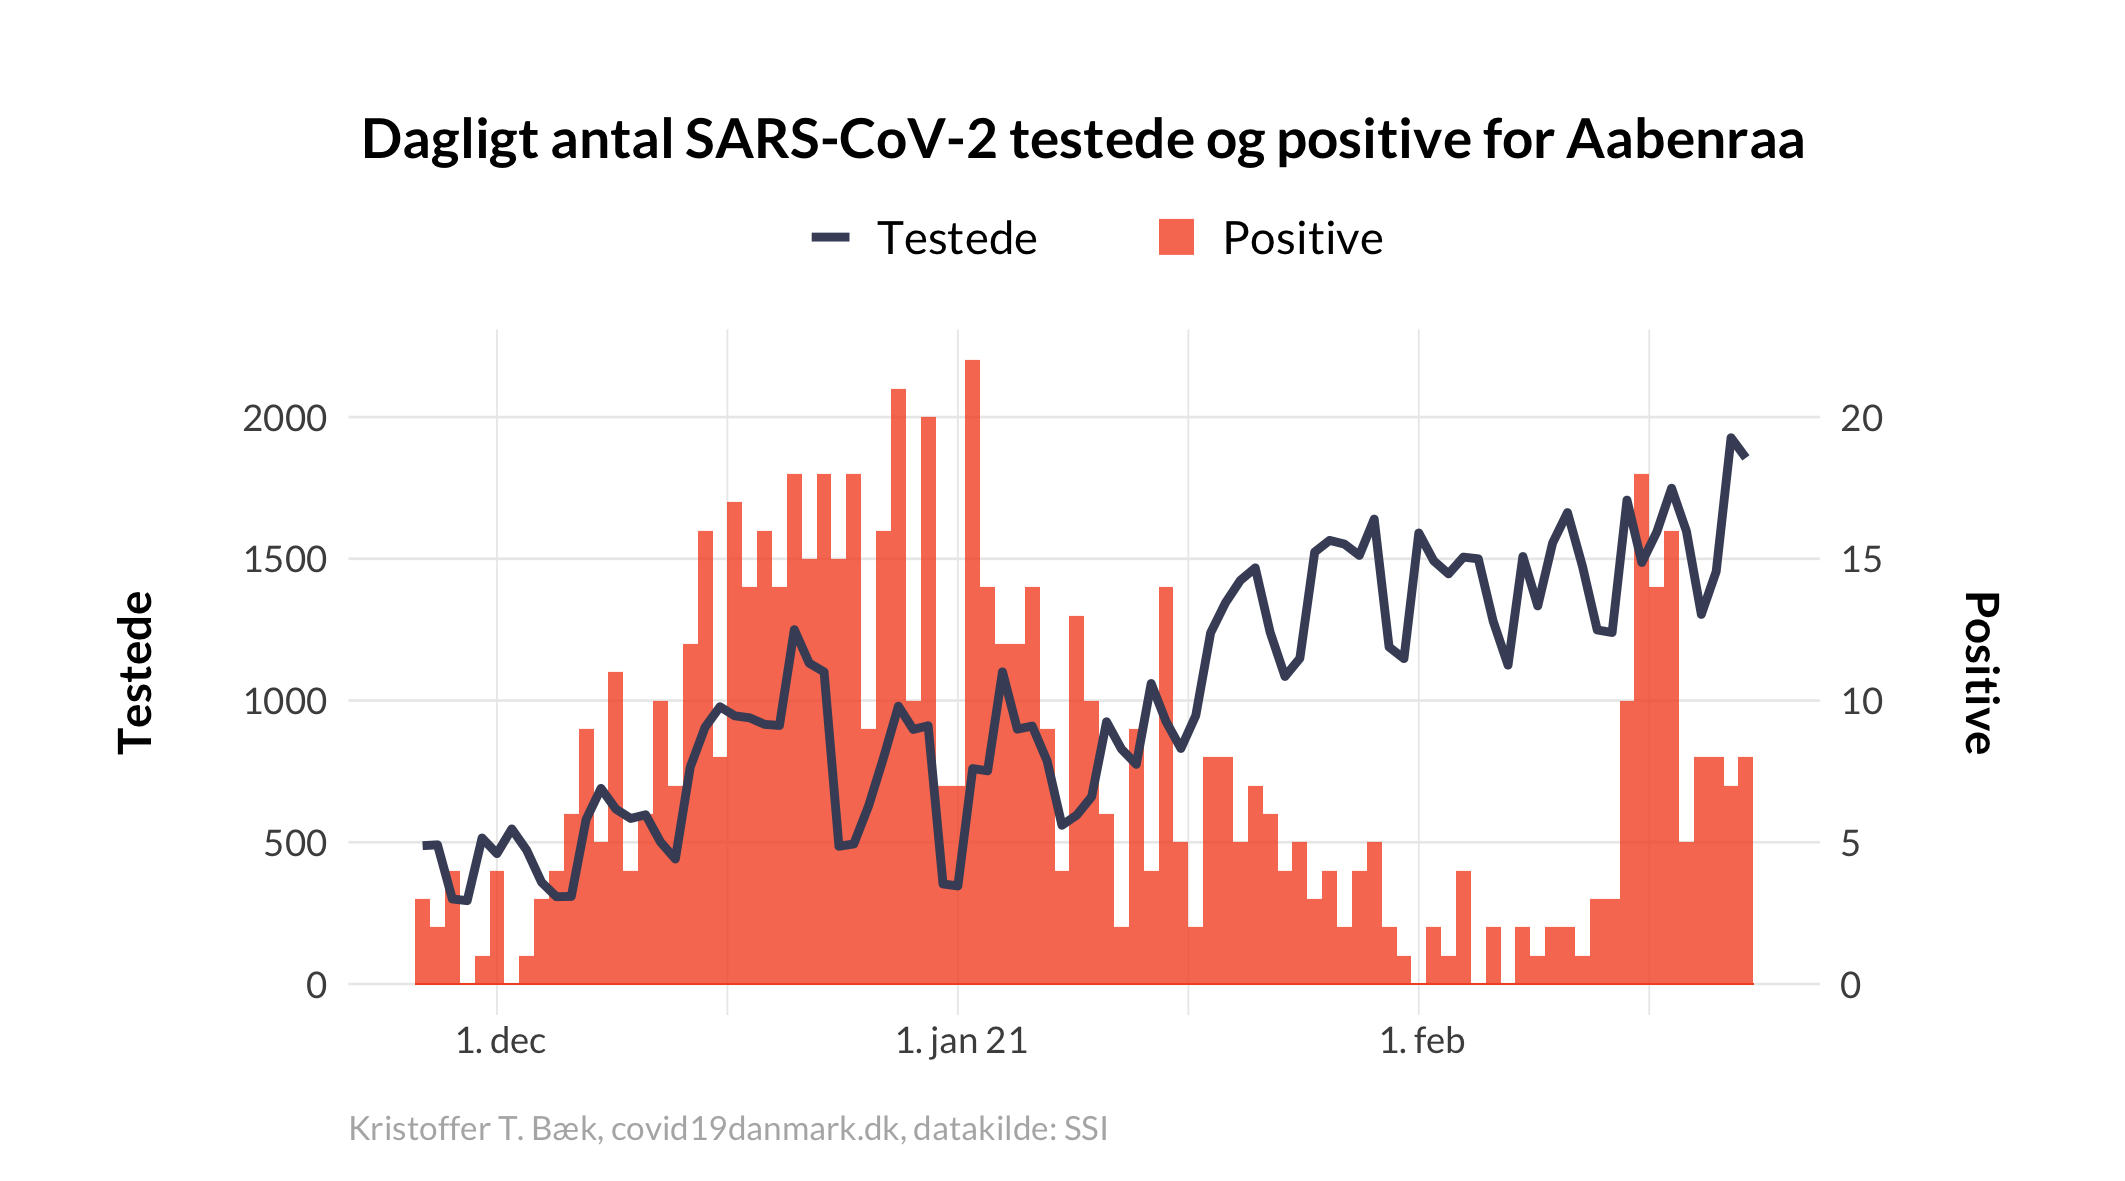 Dagligt antal SARS-CoV-2 testede og positive for Aabenraa
Testede
Positive
2000
1500
1000
500
0
20
15
10
5
0
Testede
Positive
1. dec
1. jan 21
1. feb
Kristoffer T. Bæk, covid19danmark.dk, datakilde: SSI